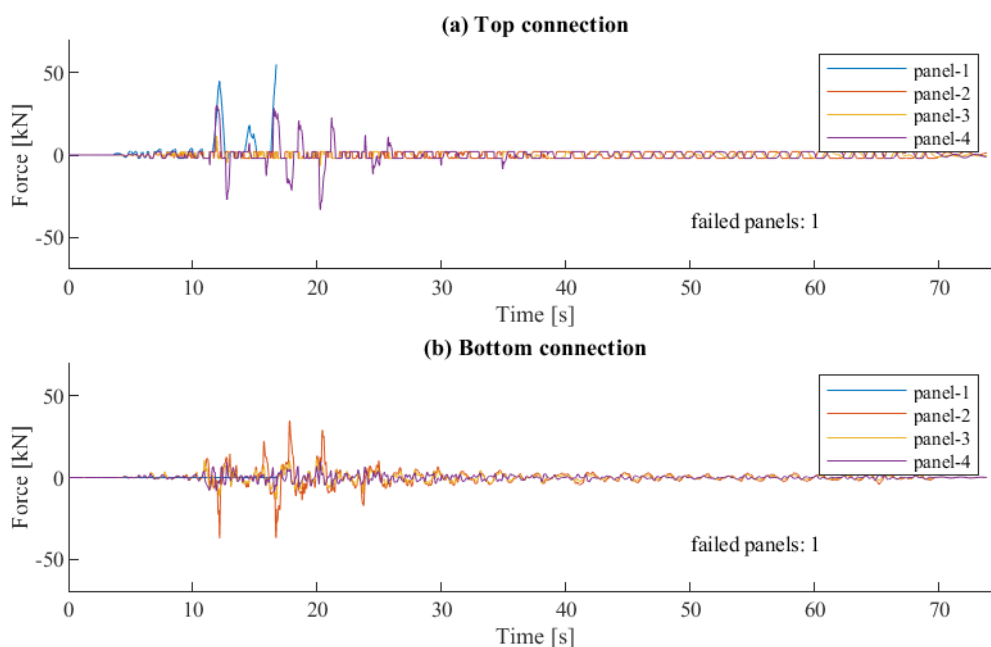 (a) Top connection
Force [kN]
50
0
-50
panel-1
panel-2
panel-3
panel-4
failed panels: 1
0 10 20 30 40 50 60 70
Time [s]
(b) Bottom connection
Force [kN]
50
0
-50
panel-1
panel-2
panel-3
panel-4
failed panels: 1
0 10 20 30 40 50 60 70
Time [s]